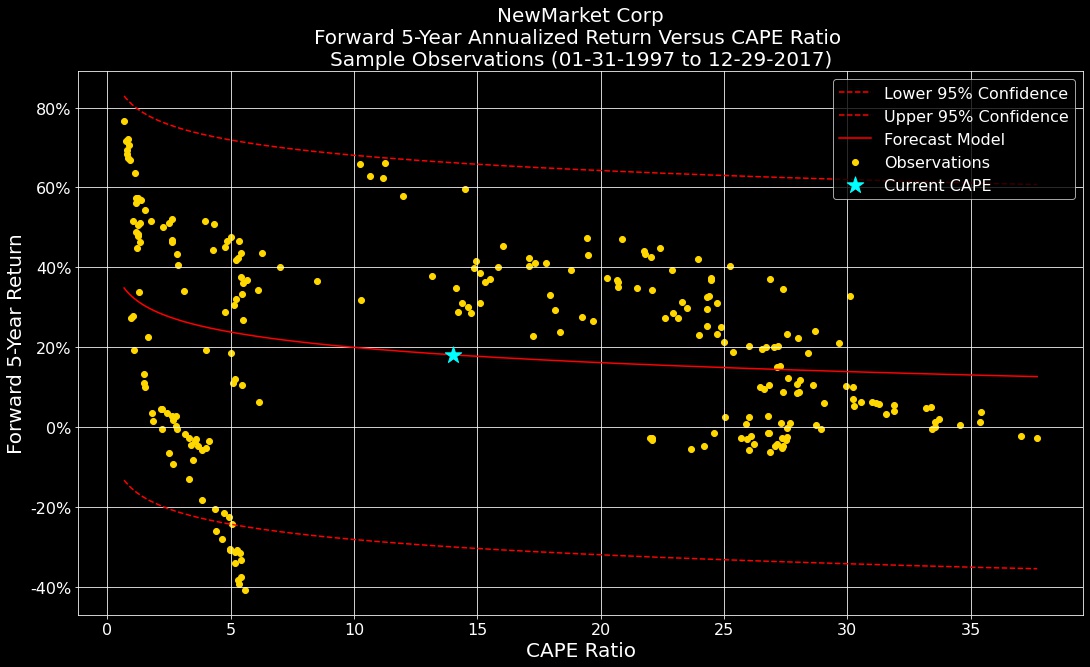 NewMarket Corp
Forward 5-Year Annualized Return Versus CAPE Ratio
Sample Observations (01-31-1997 to 12-29-2017)
Lower 95% Confidence
Upper 95% Confidence
Forecast Model
Observations
Current CAPE
Forward 5-Year Return
80%
60%
40%
20%
0%
-20%
-40%
0 5 10 15 20 25 30 35
CAPE Ratio